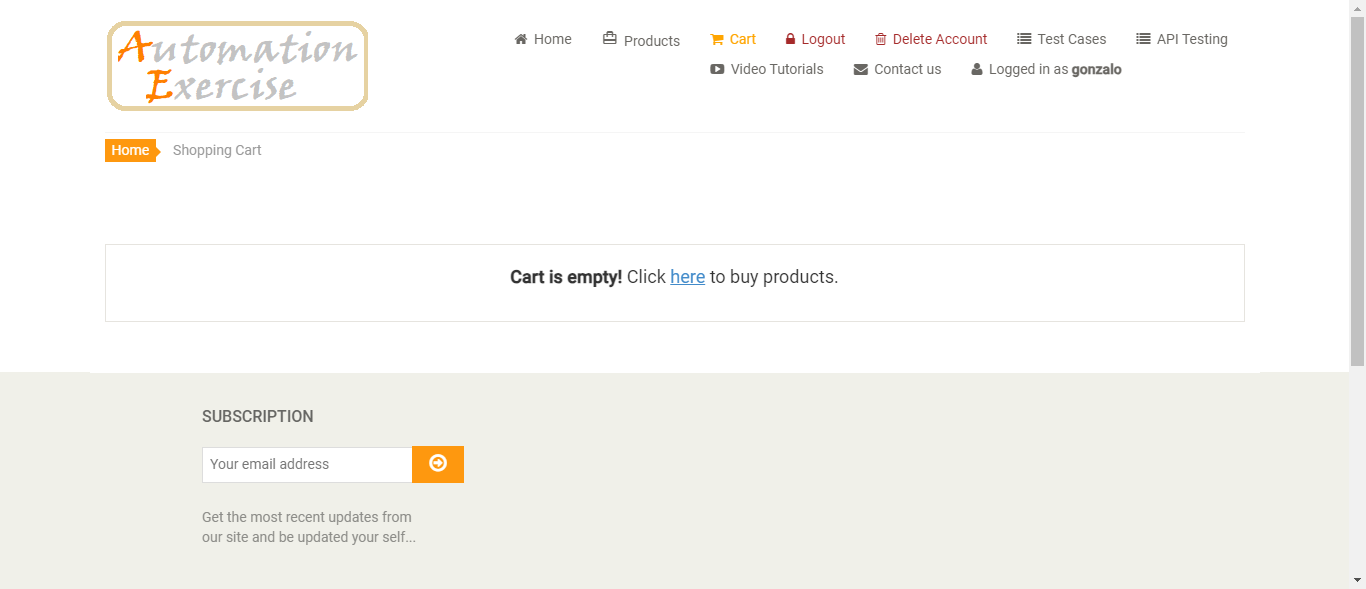 Automation
Exercise
Home Products Cart Logout Delete Account Test Cases API Testing
Video Tutorials Contact us Logged in as gonzalo
Home Shopping Cart
Cart is empty! Click here to buy products.
SUBSCRIPTION
Your email address
Get the most recent updates from
our site and be updated your self...